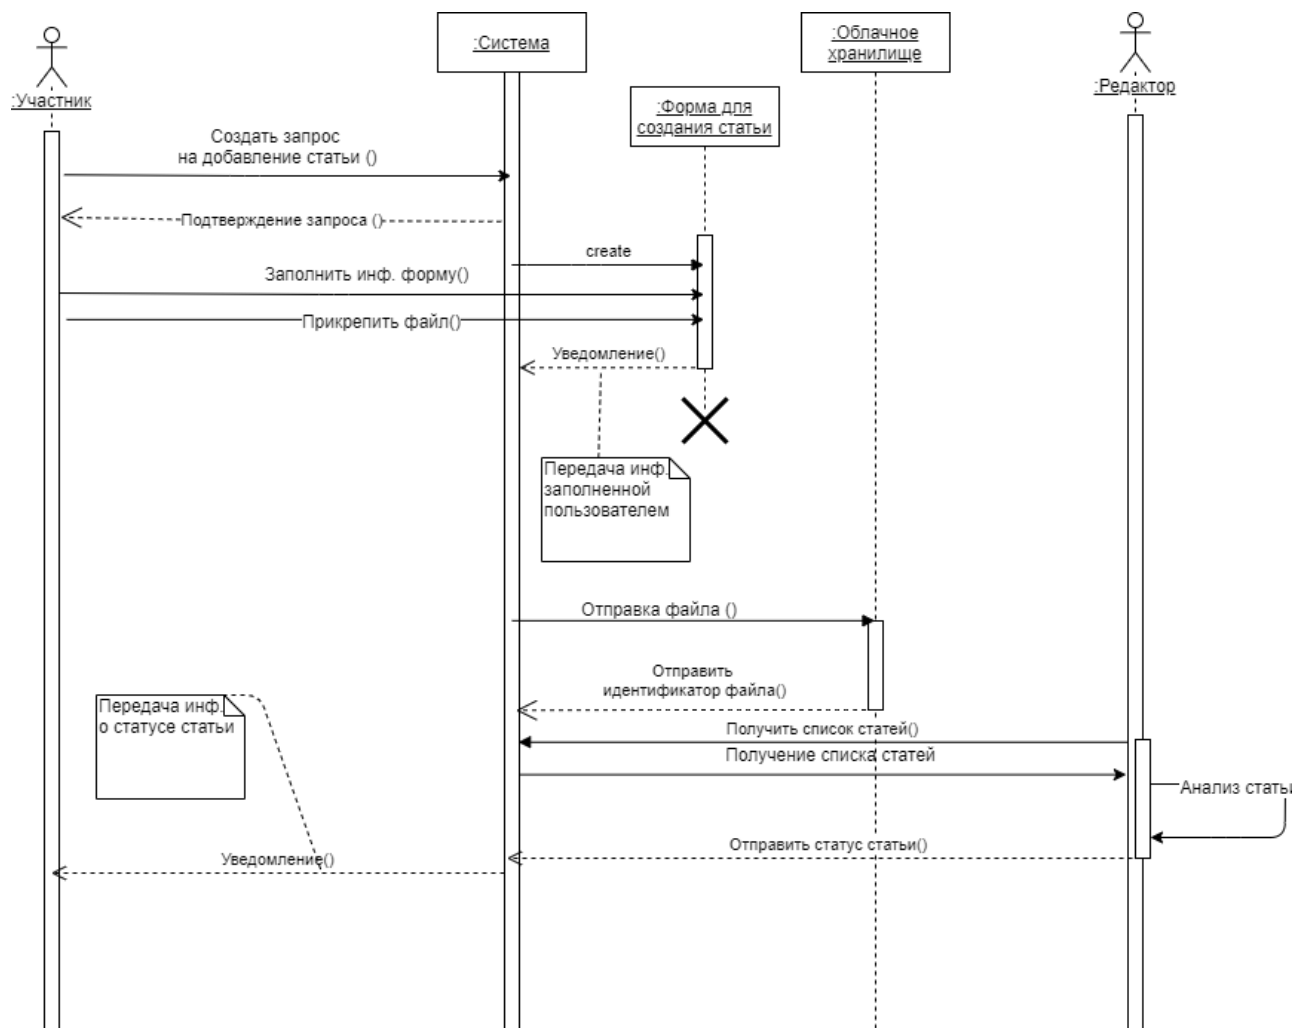 :Участник
:Система
:Облачное
хранилище
:Редактор
:Форма для
создания статьи
Создать запрос
на добавление статьи ()
Подтверждение запроса ()
create
Заполнить инф. форму()
Прикрепить файл()
Уведомление()
Передача инф.
заполненной
пользователем
Отправка файла ()
Отправить
идентификатор файла()
Передача инф.
о статусе статьи
Получить список статей()
Получение списка статей
Анализ статьи
Отправить статус статьи()
Уведомление()